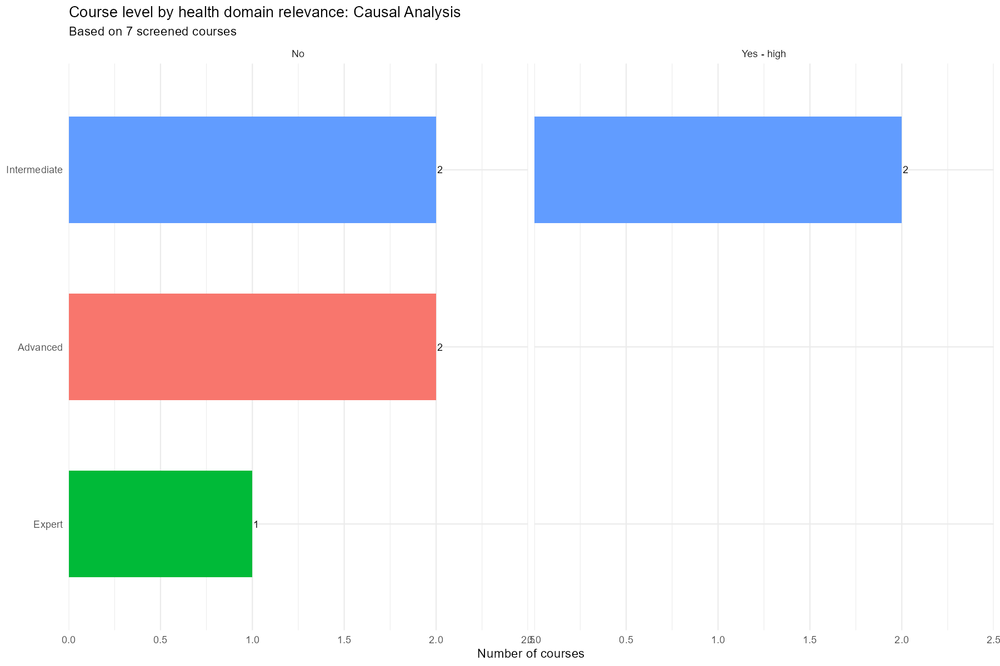 Course level by health domain relevance: Causal Analysis
Based on 7 screened courses
No
Yes - high
Intermediate
2
2
Advanced
2
Expert
1
0.0 0.5 1.0 1.5 2.0 2.5 0.0 0.5 1.0 1.5 2.0 2.5
Number of courses